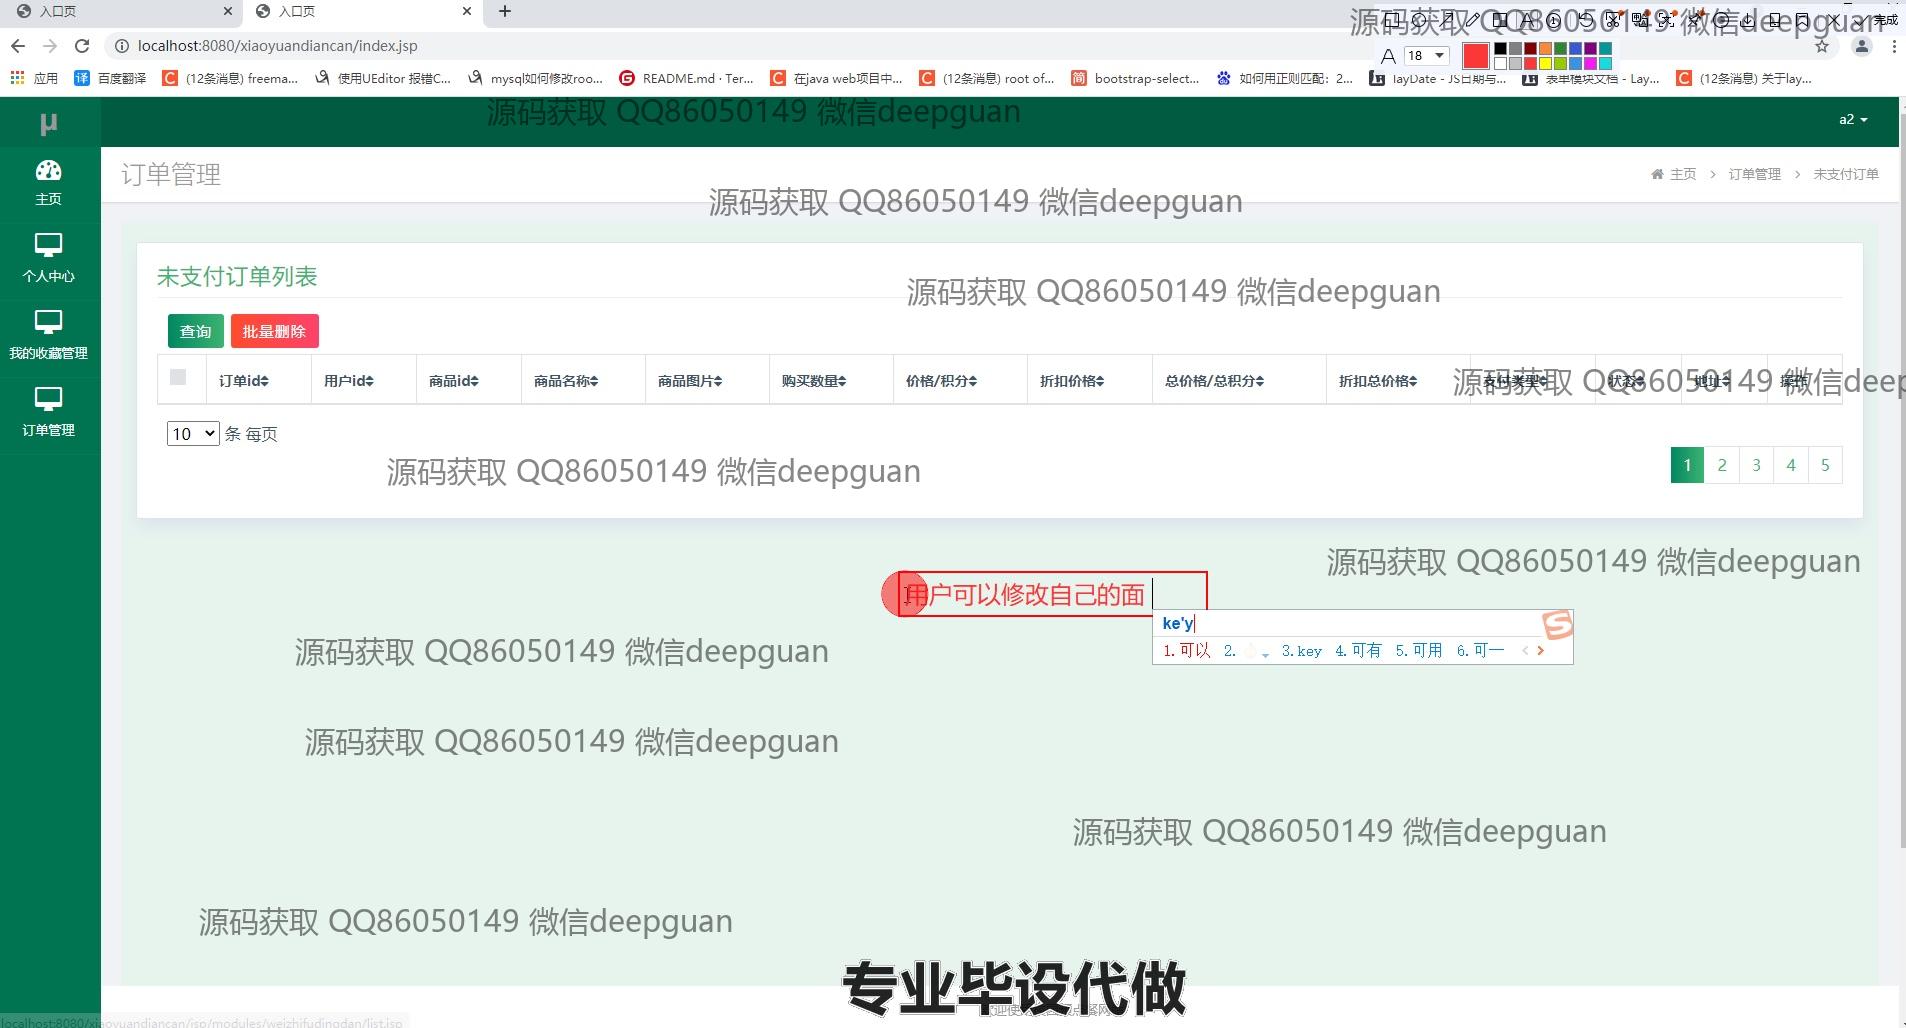 入口页
入口页
完成
localhost:8080/xiaoyuandiancan/index.jsp
A 18
应用 百度翻译 (12条消息) freema... 使用UEditor 报错C... mysql如何修改roo... README.md · Ter... 在java web项目中... (12条消息) root of... bootstrap-select... 如何用正则匹配：2... layDate - JS日期与... 表单模块文档 - Lay... (12条消息) 关于lay...
源码获取 QQ86050149 微信deepguan
源码获取 QQ86050149 微信deepguan
μ
a2
主页
个人中心
我的收藏管理
订单管理
订单管理
主页 > 订单管理 > 未支付订单
源码获取 QQ86050149 微信deepguan
未支付订单列表
源码获取 QQ86050149 微信deepguan
查询 批量删除
订单id 用户id 商品id 商品名称 商品图片 购买数量 价格/积分 折扣价格 总价格/总积分 折扣总价格 支付类型 状态 地址 操作
源码获取 QQ86050149 微信deep
10 条 每页
源码获取 QQ86050149 微信deepguan
1 2 3 4 5
源码获取 QQ86050149 微信deepguan
用户可以修改自己的面
ke'y
1.可以 2. 3.key 4.可有 5.可用 6.可一
源码获取 QQ86050149 微信deepguan
源码获取 QQ86050149 微信deepguan
源码获取 QQ86050149 微信deepguan
源码获取 QQ86050149 微信deepguan
专业毕设代做
localhost:8080/xiaoyuandiancan/jsp/modules/weizhifudingdan/list.jsp